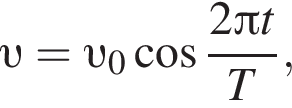 υ = υ₀ cos 2πt/T,